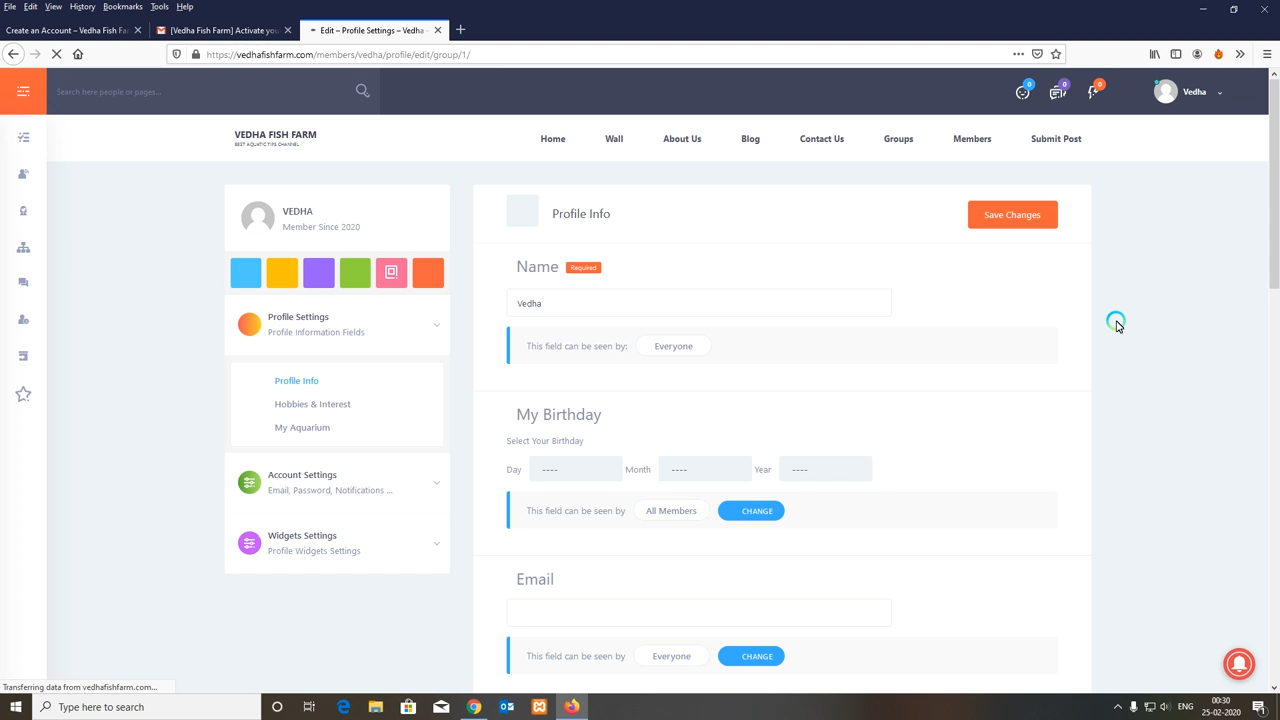 File Edit View History Bookmarks Tools Help
Create an Account – Vedha Fish Fa
[Vedha Fish Farm] Activate you
Edit – Profile Settings – Vedha –
https://vedhafishfarm.com/members/vedha/profile/edit/group/1/
Search here people or pages...
0 0 0
Vedha
VEDHA FISH FARM
BEST AQUATIC TIPS CHANNEL
Home Wall About Us Blog Contact Us Groups Members Submit Post
VEDHA
Member Since 2020
Profile Settings
Profile Information Fields
Profile Info
Hobbies & Interest
My Aquarium
Account Settings
Email, Password, Notifications ...
Widgets Settings
Profile Widgets Settings
Profile Info
Save Changes
Name Required
Vedha
This field can be seen by: Everyone
My Birthday
Select Your Birthday
Day ---- Month ---- Year ----
This field can be seen by All Members CHANGE
Email
This field can be seen by Everyone CHANGE
Transferring data from vedhafishfarm.com...
Type here to search
ENG
00:30
25-02-2020